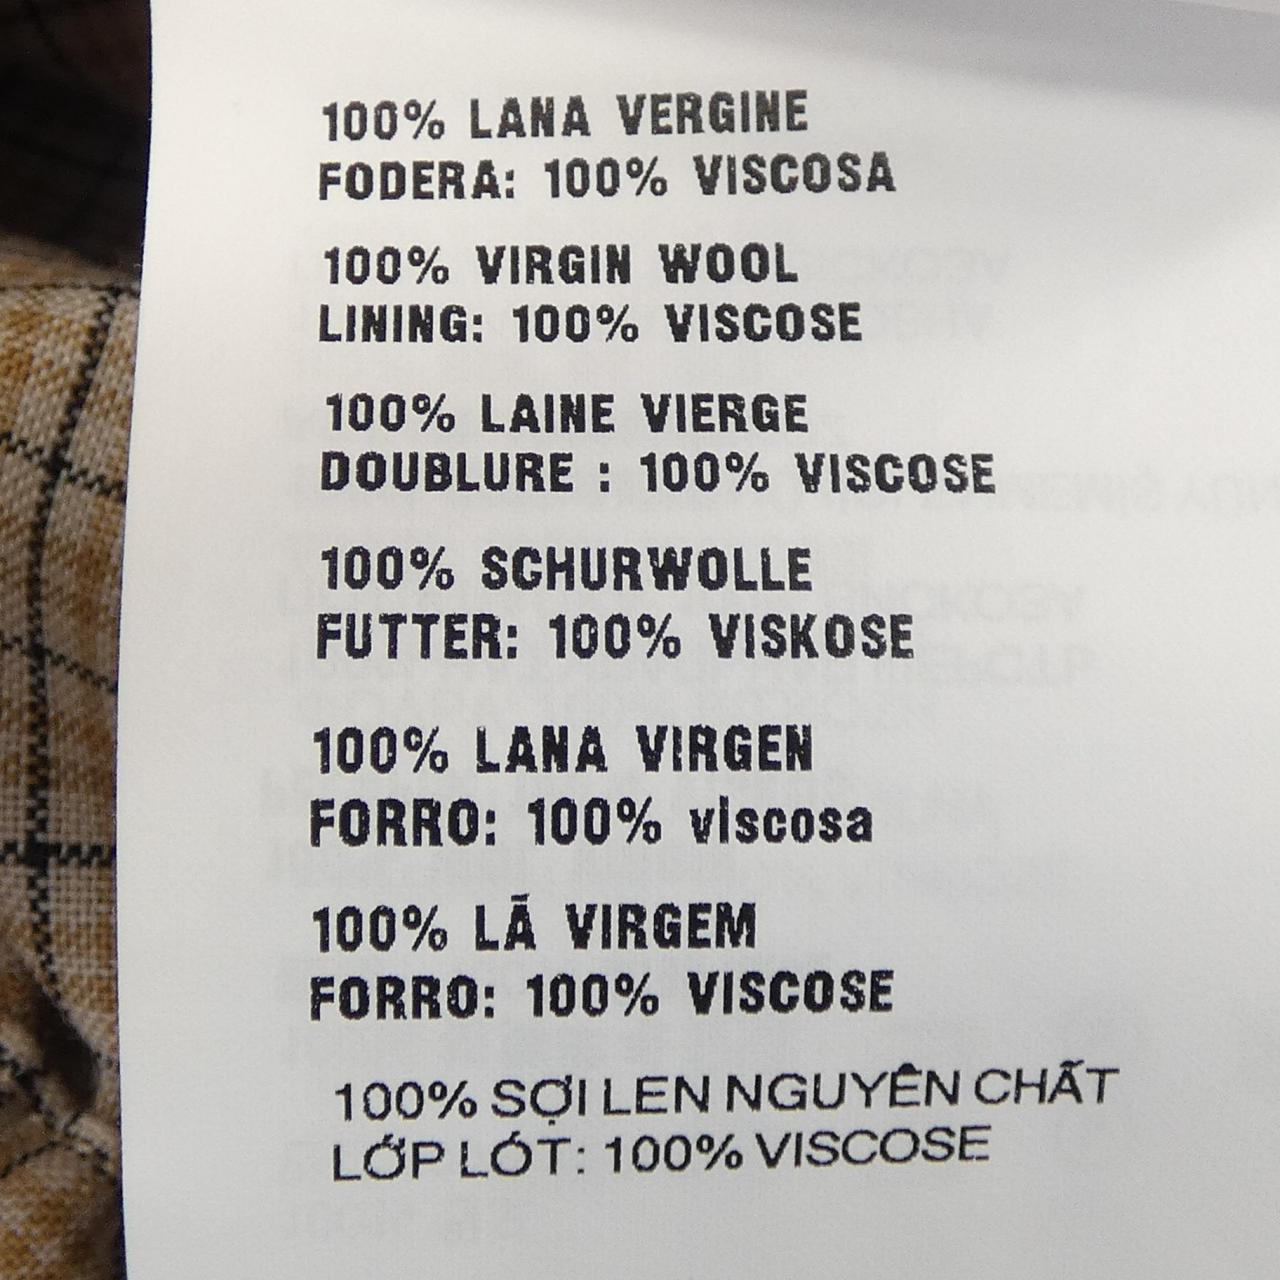 100% LANA VERGINE
FODERA: 100% VISCOSA
100% VIRGIN WOOL
LINING: 100% VISCOSE
100% LAINE VIERGE
DOUBLURE : 100% VISCOSE
100% SCHURWOLLE
FUTTER: 100% VISKOSE
100% LANA VIRGEN
FORRO: 100% viscosa
100% LÃ VIRGEM
FORRO: 100% VISCOSE
100% SỢI LEN NGUYÊN CHẤT
LỚP LÓT: 100% VISCOSE